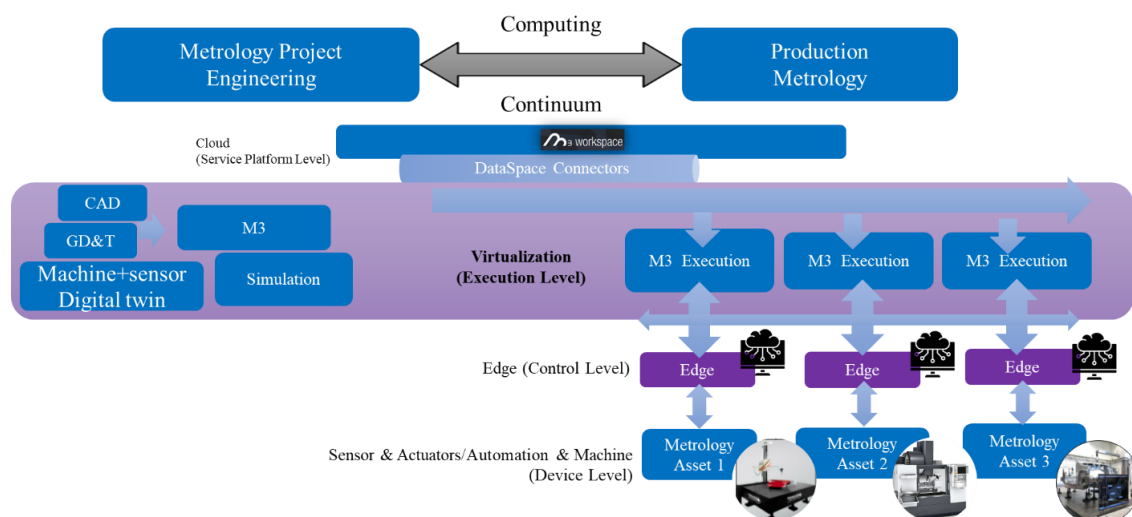 Computing
Metrology Project
Engineering
Production
Metrology
Continuum
Cloud
(Service Platform Level)
m3 workspace
DataSpace Connectors
CAD
GD&T
M3
Machine+sensor
Digital twin
Simulation
Virtualization
(Execution Level)
M3 Execution
M3 Execution
M3 Execution
Edge (Control Level)
Edge
Edge
Edge
Sensor & Actuators/Automation & Machine
(Device Level)
Metrology
Asset 1
Metrology
Asset 2
Metrology
Asset 3